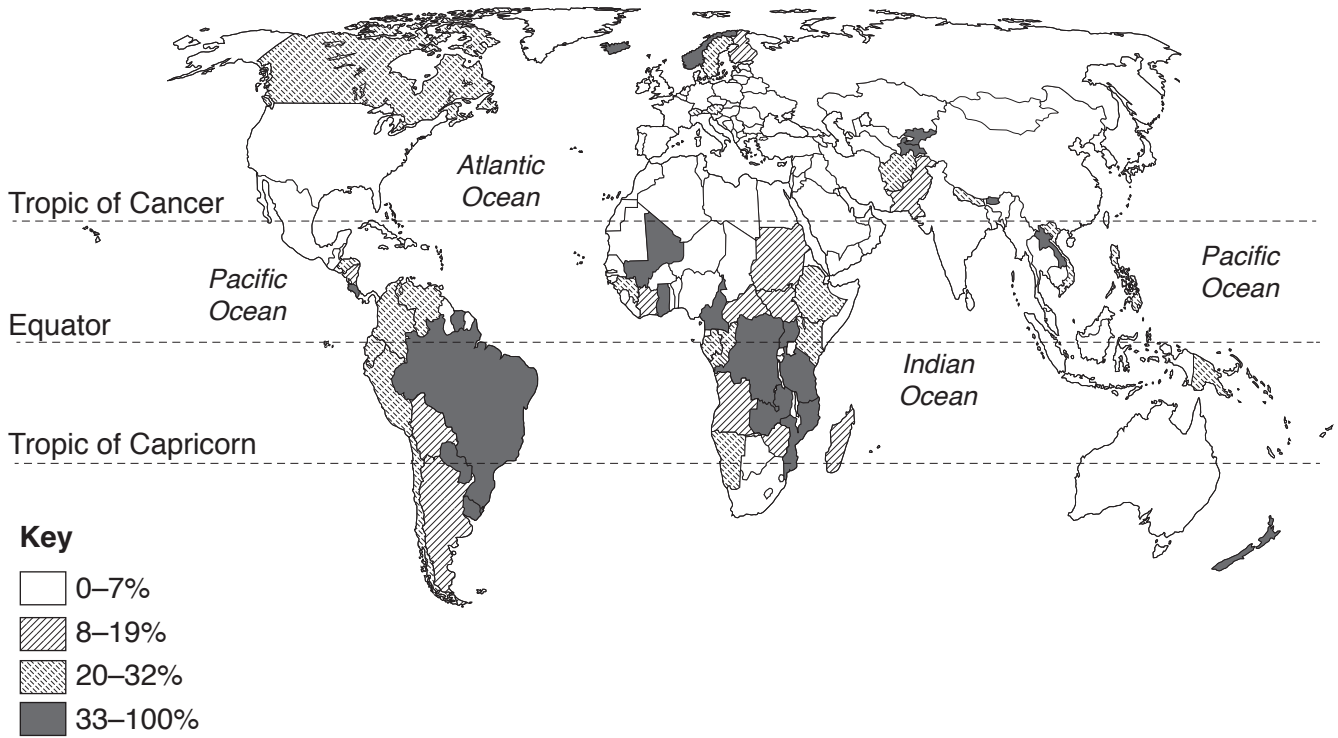 Atlantic
Ocean
Tropic of Cancer
Pacific
Ocean
Pacific
Ocean
Equator
Indian
Ocean
Tropic of Capricorn
Key
0–7%
8–19%
20–32%
33–100%